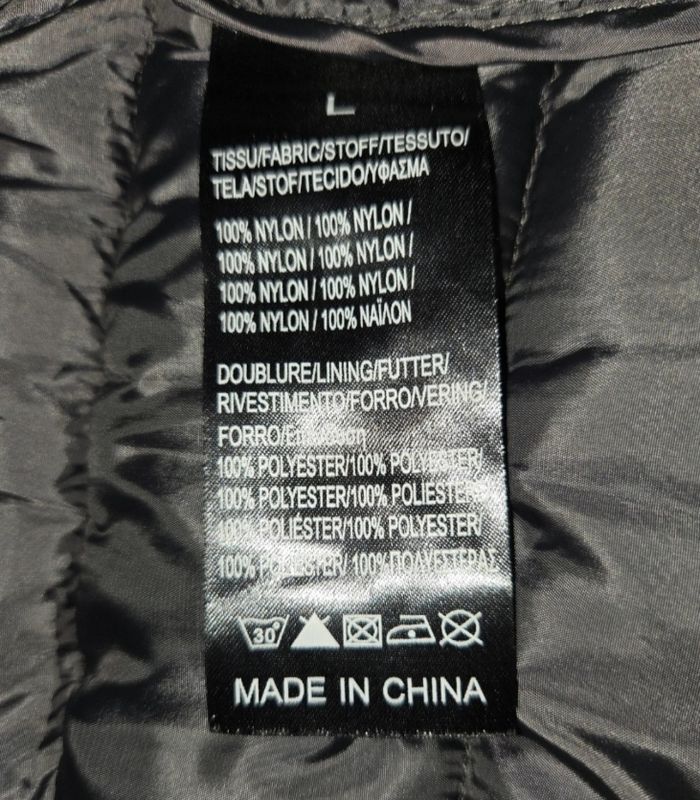 L
TISSU/FABRIC/STOFF/TESSUTO/
TELA/STOF/TECIDO/ΥΦΑΣΜΑ
100% NYLON / 100% NYLON /
100% NYLON / 100% NYLON /
100% NYLON / 100% NYLON /
100% NYLON / 100% ΝΑΪΛΟΝ
DOUBLURE/LINING/FUTTER/
RIVESTIMENTO/FORRO/VERING/
FORRO/
100% POLYESTER/100% POLYESTER/
100% POLYESTER/100% POLIESTER/
100% POLIÉSTER/100% POLYESTER/
100% POLIESTER/ 100%ΠΟΛΥΕΣΤΕΡΑΣ
30°
MADE IN CHINA